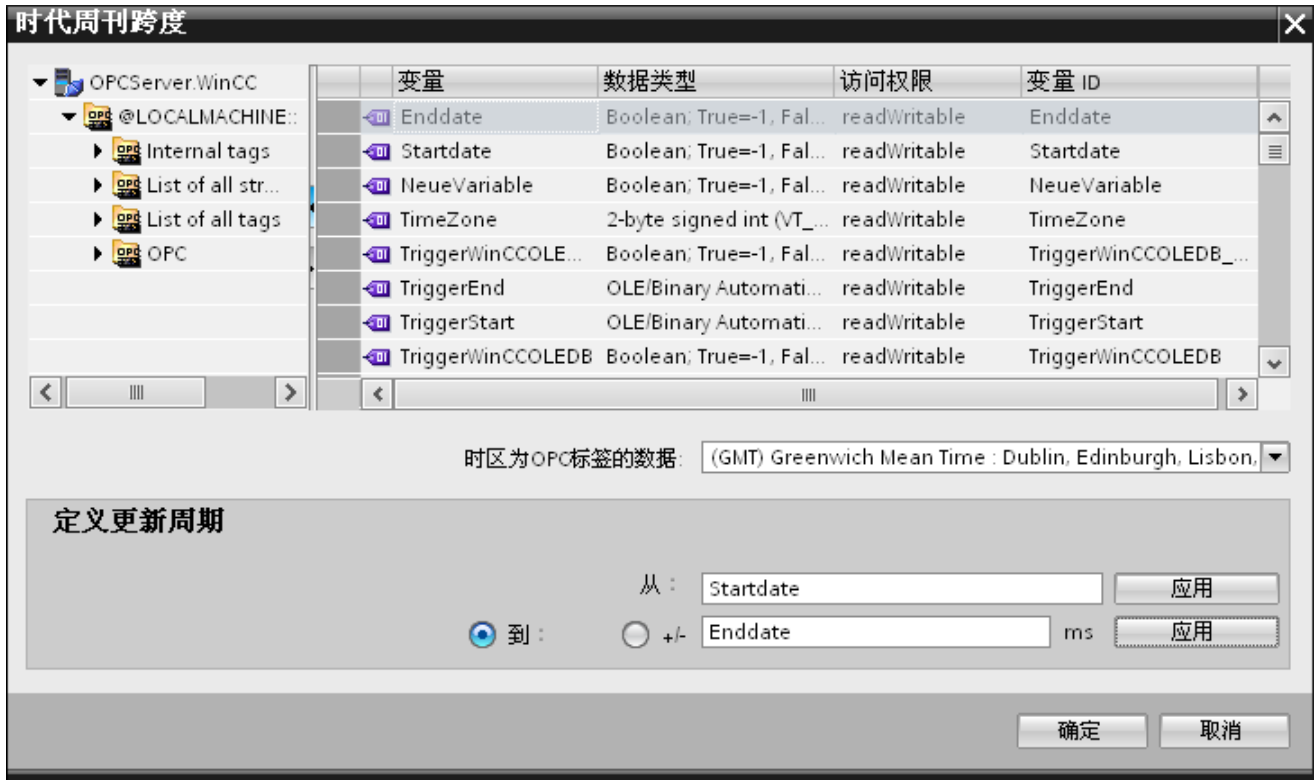 时代周刊跨度
OPCServer.WinCC
@LOCALMACHINE::
Internal tags
List of all str...
List of all tags
OPC
变量 数据类型 访问权限 变量 ID
Enddate Boolean; True=-1, Fal... readWritable Enddate
Startdate Boolean; True=-1, Fal... readWritable Startdate
NeueVariable Boolean; True=-1, Fal... readWritable NeueVariable
TimeZone 2-byte signed int (VT_... readWritable TimeZone
TriggerWinCCOLE... Boolean; True=-1, Fal... readWritable TriggerWinCCOLEDB_...
TriggerEnd OLE/Binary Automati... readWritable TriggerEnd
TriggerStart OLE/Binary Automati... readWritable TriggerStart
TriggerWinCCOLEDB Boolean; True=-1, Fal... readWritable TriggerWinCCOLEDB
时区为OPC标签的数据: (GMT) Greenwich Mean Time : Dublin, Edinburgh, Lisbon,
定义更新周期
从 : Startdate 应用
到 : +/- Enddate ms 应用
确定 取消